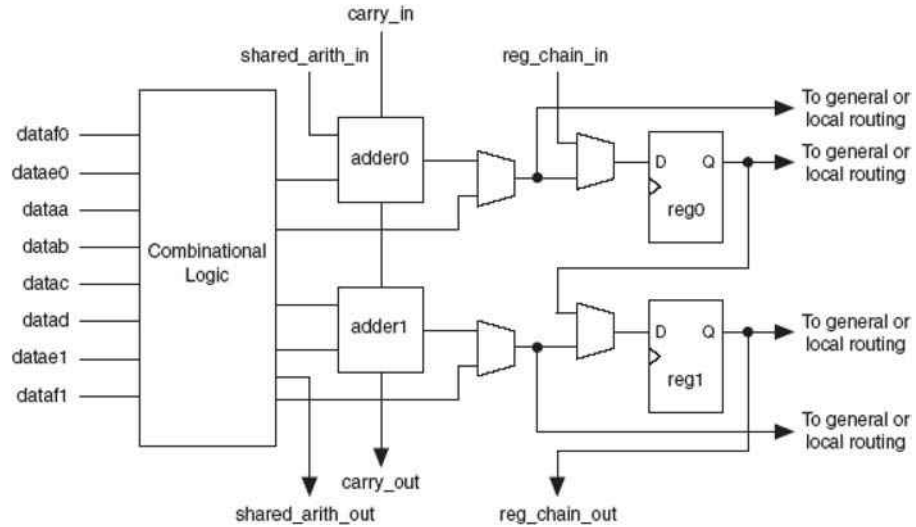 carry_in
shared_arith_in
reg_chain_in
To general or
local routing
dataf0
adder0
D
Q
To general or
local routing
datae0
reg0
dataa
datab
Combinational
Logic
datac
datad
adder1
D
Q
To general or
local routing
datae1
reg1
dataf1
To general or
local routing
carry_out
shared_arith_out
reg_chain_out